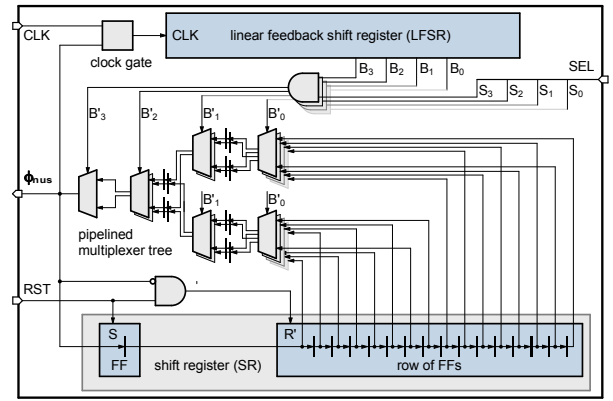 CLK
CLK
linear feedback shift register (LFSR)
clock gate
B3 B2 B1 B0
SEL
S3 S2 S1 S0
B'3 B'2 B'1 B'0
ϕnus
B'1 B'0
pipelined
multiplexer tree
RST
'
S
R'
FF
shift register (SR)
row of FFs